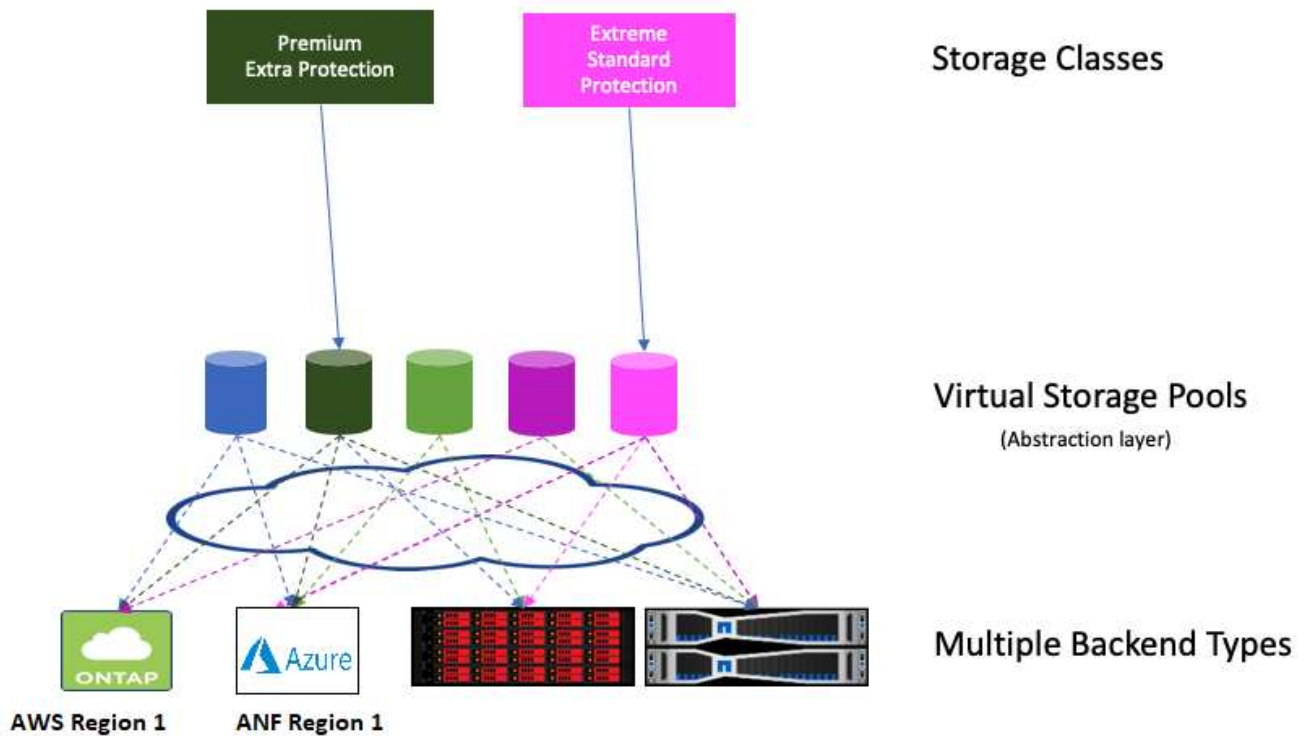 Premium
Extra Protection
Extreme
Standard
Protection
Storage Classes
Virtual Storage Pools
(Abstraction layer)
ONTAP
Azure
Multiple Backend Types
AWS Region 1
ANF Region 1